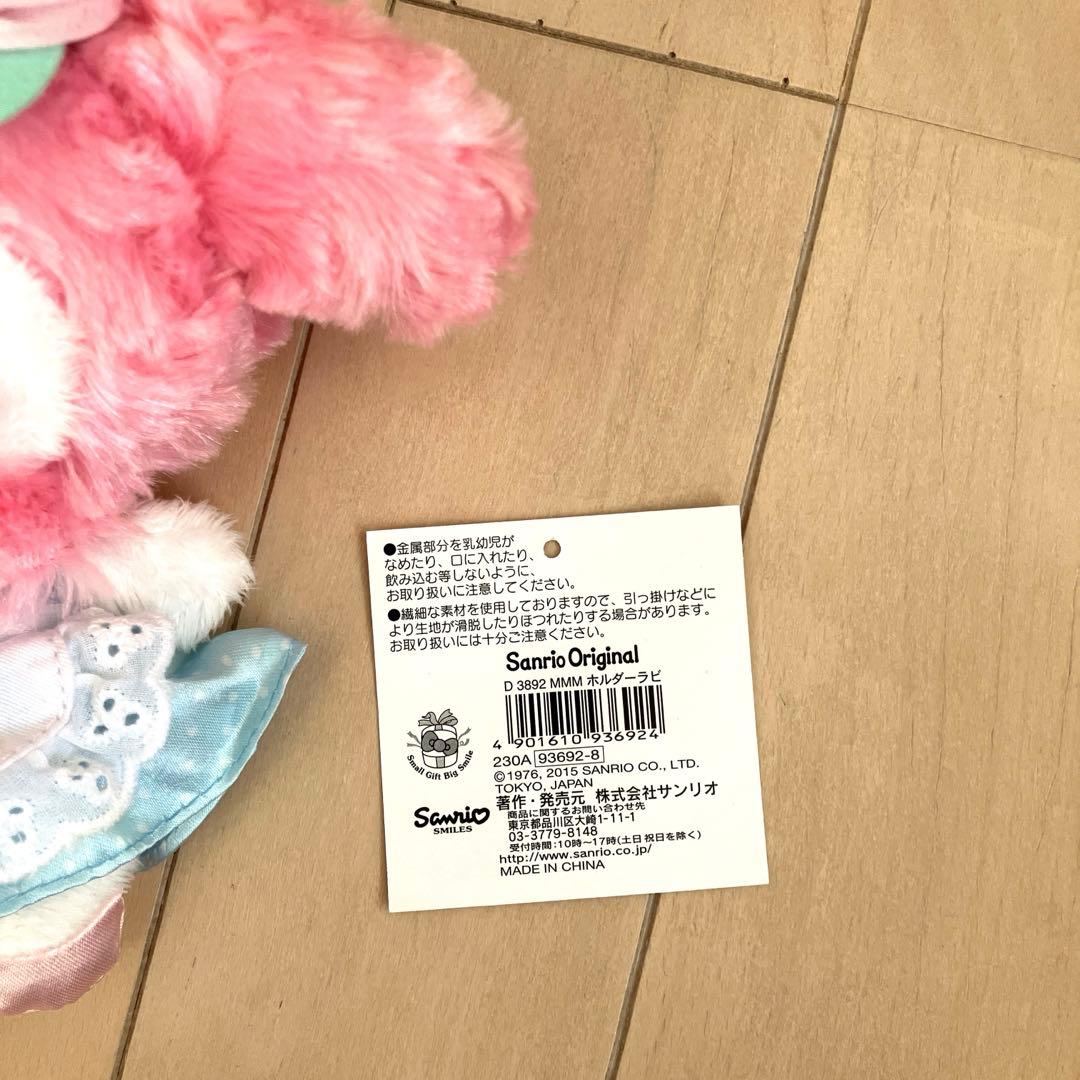 ●金属部分を乳幼児が
なめたり、口に入れたり、
飲み込む等しないように、
お取り扱いに注意してください。
●繊細な素材を使用しておりますので、引っ掛けなどに
より生地が滑脱したりほつれたりする場合があります。
お取り扱いには十分ご注意ください。
Sanrio Original
D 3892 MMM ホルダーラビ
4 901610 936924
230A 93692-8
Small Gift Big Smile
©1976, 2015 SANRIO CO., LTD.
TOKYO, JAPAN
著作・発売元 株式会社サンリオ
Sanrio
SMILES
商品に関するお問い合わせ先
東京都品川区大崎1-11-1
03-3779-8148
受付時間：10時〜17時(土日祝日を除く)
http://www.sanrio.co.jp/
MADE IN CHINA